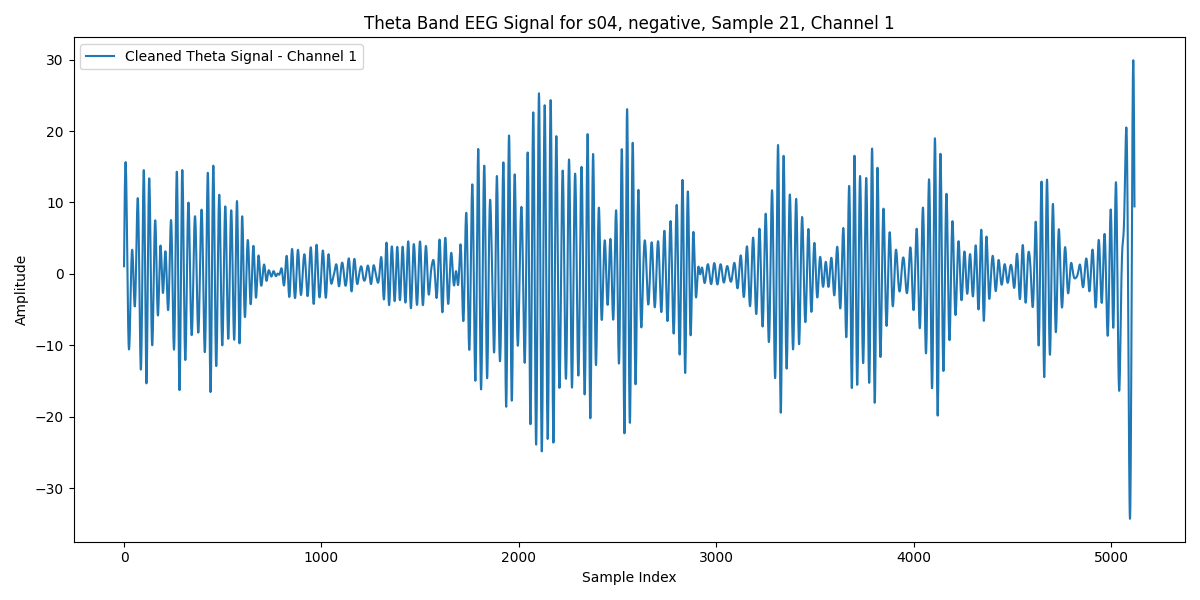 Theta Band EEG Signal for s04, negative, Sample 21, Channel 1
Cleaned Theta Signal - Channel 1
Amplitude
30
20
10
0
−10
−20
−30
0 1000 2000 3000 4000 5000
Sample Index